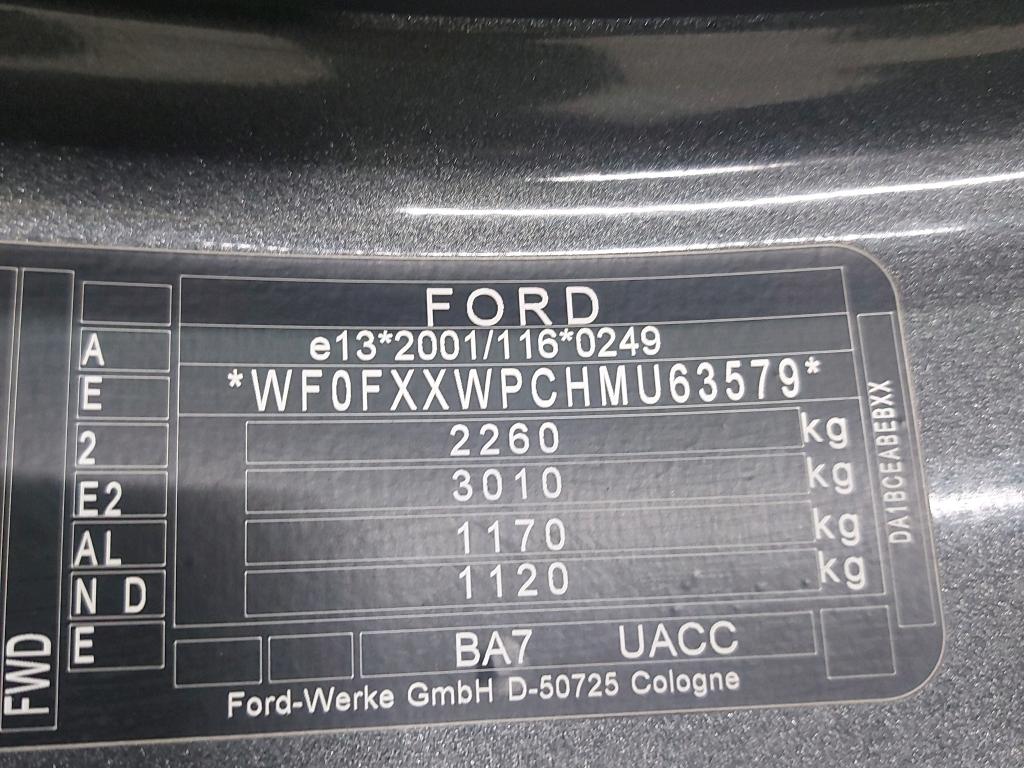 FORD
A
e13*2001/116*0249
E
*WF0FXXWPCHMU63579*
2
2260 kg
E2
3010 kg
AL
1170 kg
N D
1120 kg
E
BA7 UACC
Ford-Werke GmbH D-50725 Cologne
FWD
DA1BCEABEBXX